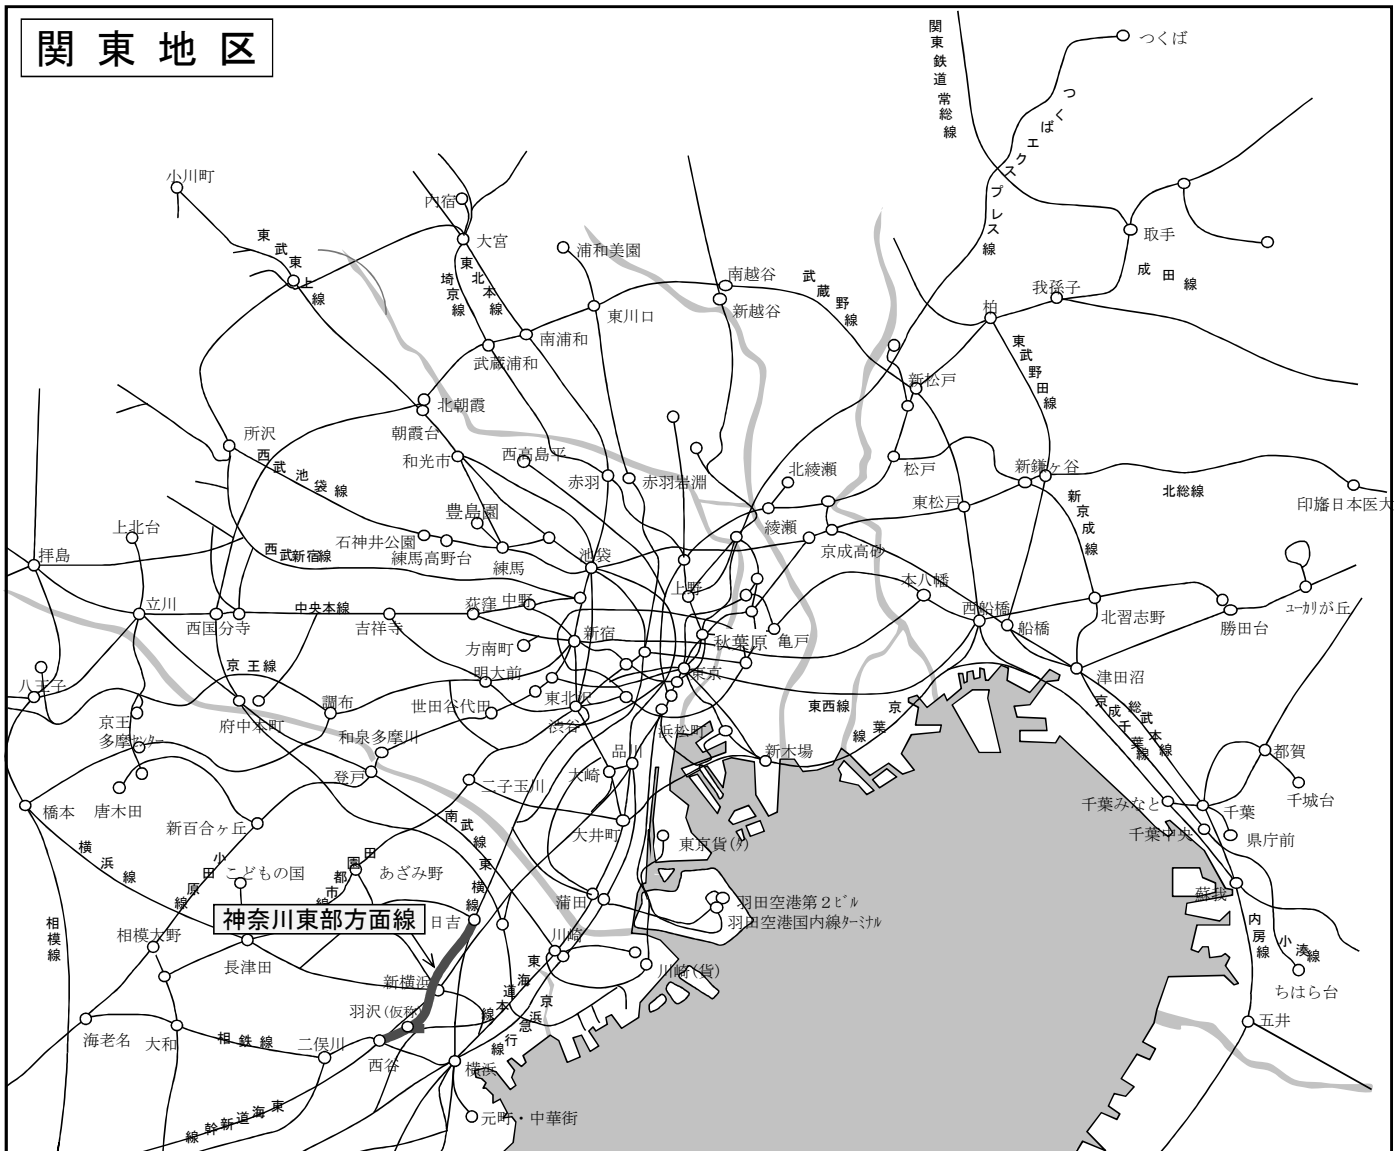 関東地区
つくば
関東鉄道常総線
つくばエクスプレス線
小川町
内宿
大宮
浦和美園
東武東上線
埼京線
東北本線
南越谷
新越谷
武蔵野線
取手
成田線
我孫子
柏
東川口
南浦和
武蔵浦和
東武野田線
新松戸
北朝霞
朝霞台
所沢
和光市
西高島平
赤羽
赤羽岩淵
北綾瀬
松戸
新鎌ヶ谷
北総線
印旛日本医大
西武池袋線
豊島園
綾瀬
東松戸
新京成線
上北台
石神井公園
練馬高野台
練馬
京成高砂
拝島
西武新宿線
池袋
上野
本八幡
立川
西国分寺
中央本線
吉祥寺
荻窪
中野
新宿
秋葉原
亀戸
西船橋
船橋
北習志野
勝田台
ユーカリが丘
方南町
京王線
明大前
東京
八王子
津田沼
京王多摩センター
府中本町
調布
世田谷代田
東北沢
渋谷
東西線
京葉線
京成千葉線
総武本線
和泉多摩川
浜松町
品川
新木場
都賀
登戸
二子玉川
大崎
千城台
橋本
唐木田
新百合ヶ丘
南武線
大井町
東京貨(タ)
千葉みなと
千葉
千葉中央
県庁前
横浜線
小田原線
こどもの国
田園都市線
あざみ野
東横線
蒲田
羽田空港第2ビル
羽田空港国内線ターミナル
蘇我
神奈川東部方面線
日吉
相模線
相模大野
長津田
川崎
川崎(貨)
内房線
小湊線
ちはら台
新横浜
羽沢(仮称)
東海道本線
京浜急行線
五井
海老名
大和
相鉄線
二俣川
西谷
横浜
元町・中華街
東海道新幹線